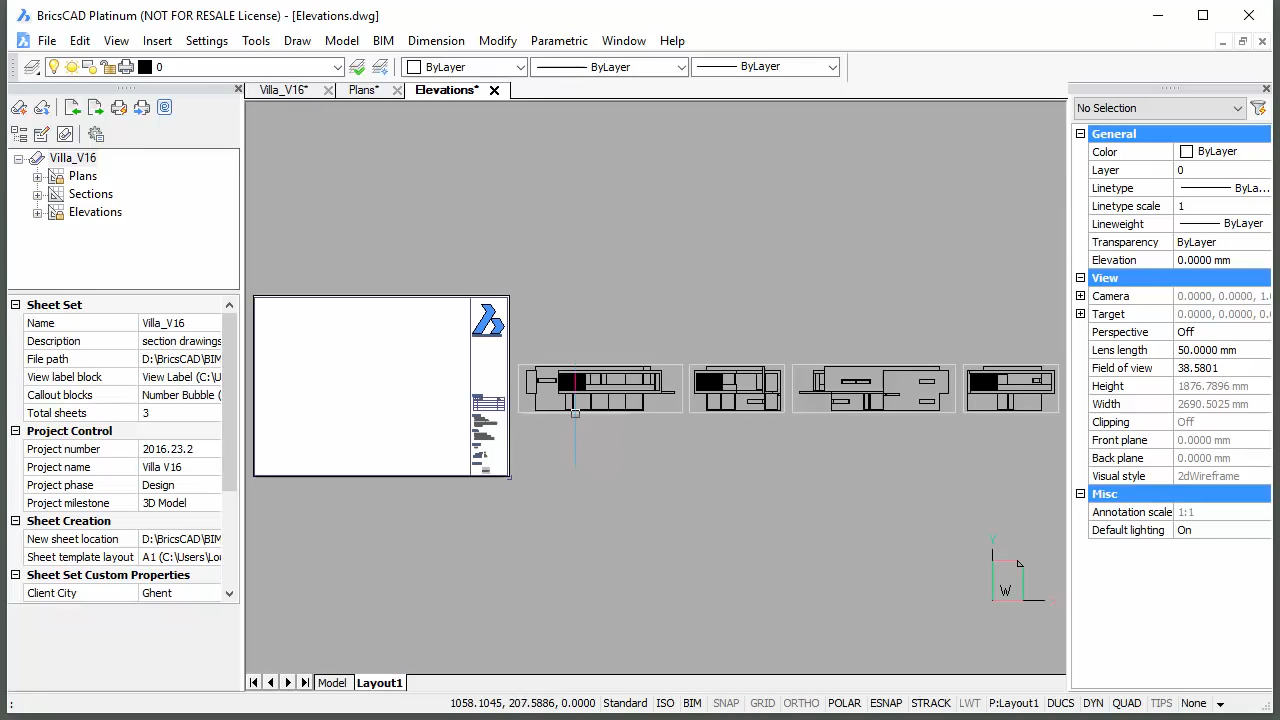 BricsCAD Platinum (NOT FOR RESALE License) - [Elevations.dwg]
File Edit View Insert Settings Tools Draw Model BIM Dimension Modify Parametric Window Help
0 ByLayer ByLayer ByLayer
Villa_V16* Plans* Elevations*
Villa_V16
Plans
Sections
Elevations
Sheet Set
Name Villa_V16
Description section drawings
File path D:\BricsCAD\BIM
View label block View Label (C:\U
Callout blocks Number Bubble (
Total sheets 3
Project Control
Project number 2016.23.2
Project name Villa V16
Project phase Design
Project milestone 3D Model
Sheet Creation
New sheet location D:\BricsCAD\BIM
Sheet template layout A1 (C:\Users\Lou
Sheet Set Custom Properties
Client City Ghent
Y
W
Model Layout1
No Selection
General
Color ByLayer
Layer 0
Linetype ByLa...
Linetype scale 1
Lineweight ByLayer
Transparency ByLayer
Elevation 0.0000 mm
View
Camera 0.0000, 0.0000, 1.
Target 0.0000, 0.0000, 0.
Perspective Off
Lens length 50.0000 mm
Field of view 38.5801
Height 1876.7896 mm
Width 2690.5025 mm
Clipping Off
Front plane 0.0000 mm
Back plane 0.0000 mm
Visual style 2dWireframe
Misc
Annotation scale 1:1
Default lighting On
: 1058.1045, 207.5886, 0.0000 Standard ISO BIM SNAP GRID ORTHO POLAR ESNAP STRACK LWT P:Layout1 DUCS DYN QUAD TIPS None